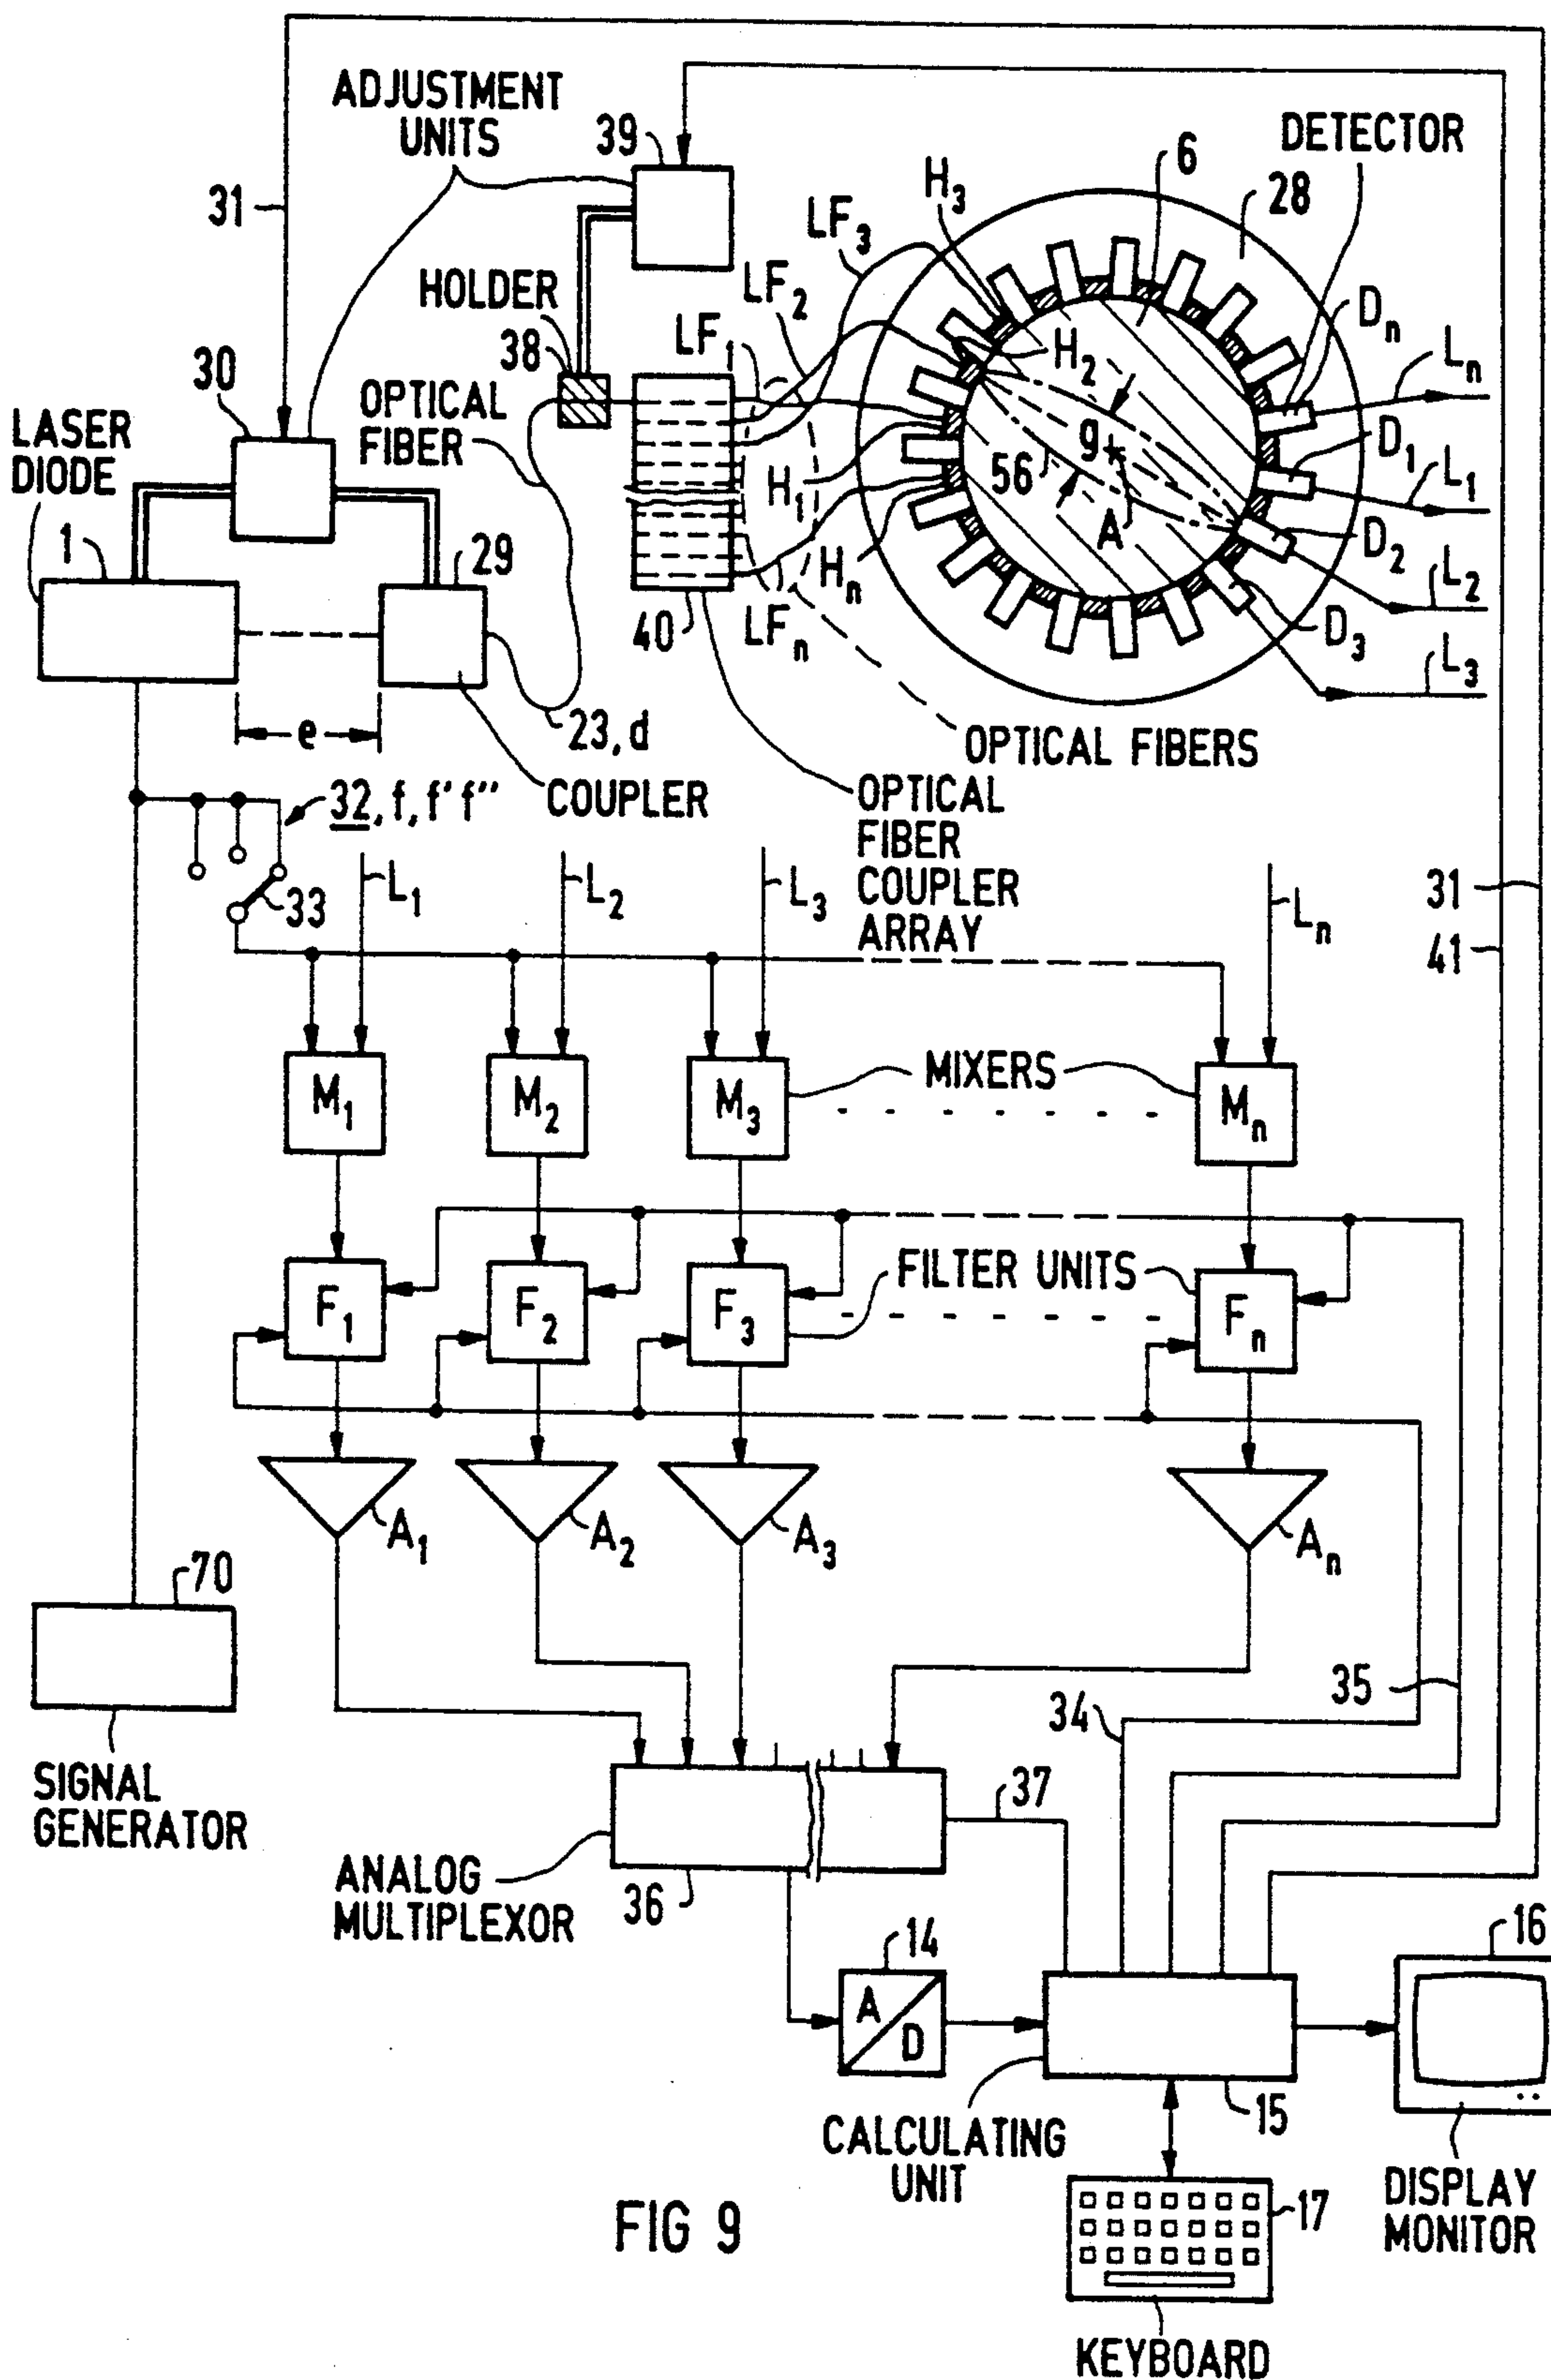 ADJUSTMENT
UNITS
39
DETECTOR
6
28
31
H3
LF3
HOLDER
38
LF2
LF1
H2
Dn
Ln
30
OPTICAL
FIBER
LASER
DIODE
1
29
H1
56
g
A
D1
L1
D2
L2
Hn
40
LFn
D3
L3
e
23, d
OPTICAL FIBERS
32, f, f' f''
COUPLER
OPTICAL
FIBER
COUPLER
ARRAY
33
L1
L2
L3
Ln
31
41
M1
M2
M3
MIXERS
Mn
F1
F2
F3
FILTER UNITS
Fn
A1
A2
A3
An
70
SIGNAL
GENERATOR
34
35
37
ANALOG
MULTIPLEXOR
36
14
A
D
16
15
CALCULATING
UNIT
17
DISPLAY
MONITOR
FIG 9
KEYBOARD